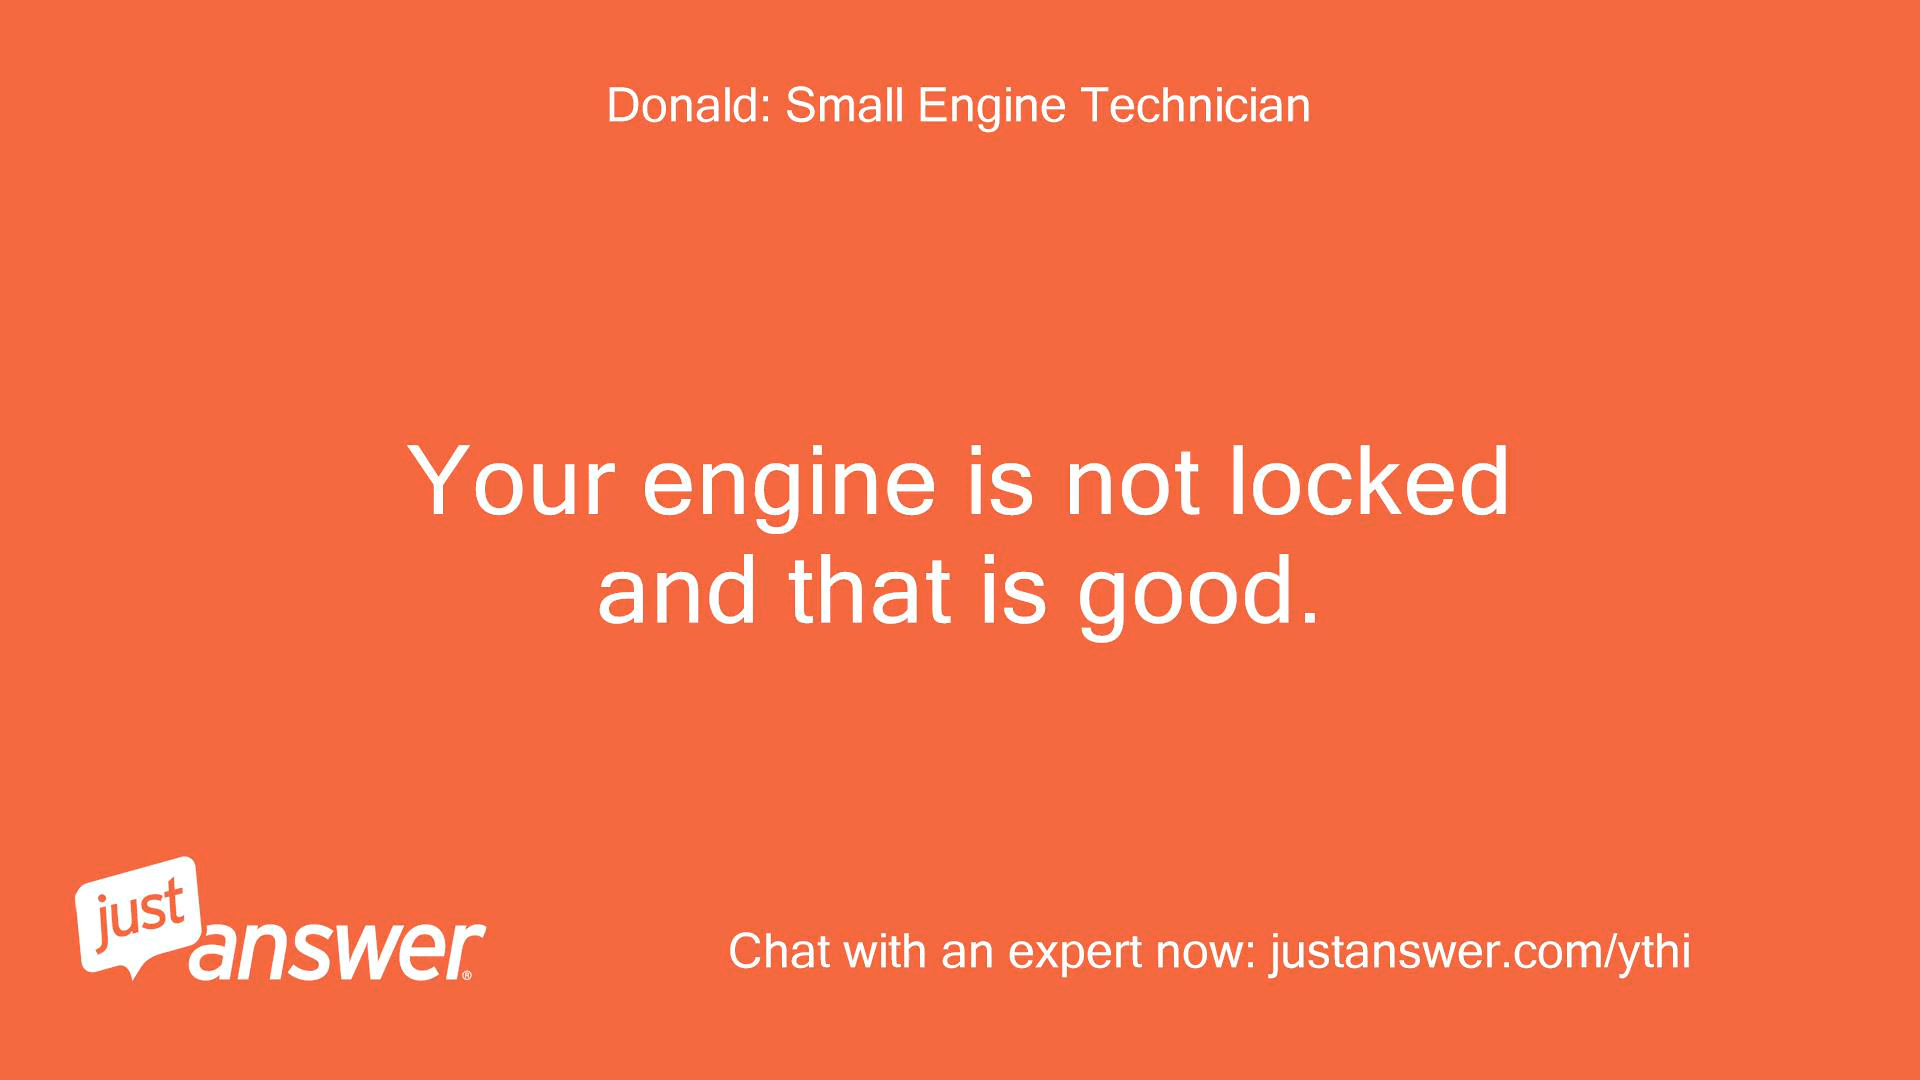 Donald: Small Engine Technician
Your engine is not locked
and that is good.
just
answer®
Chat with an expert now: justanswer.com/ythi